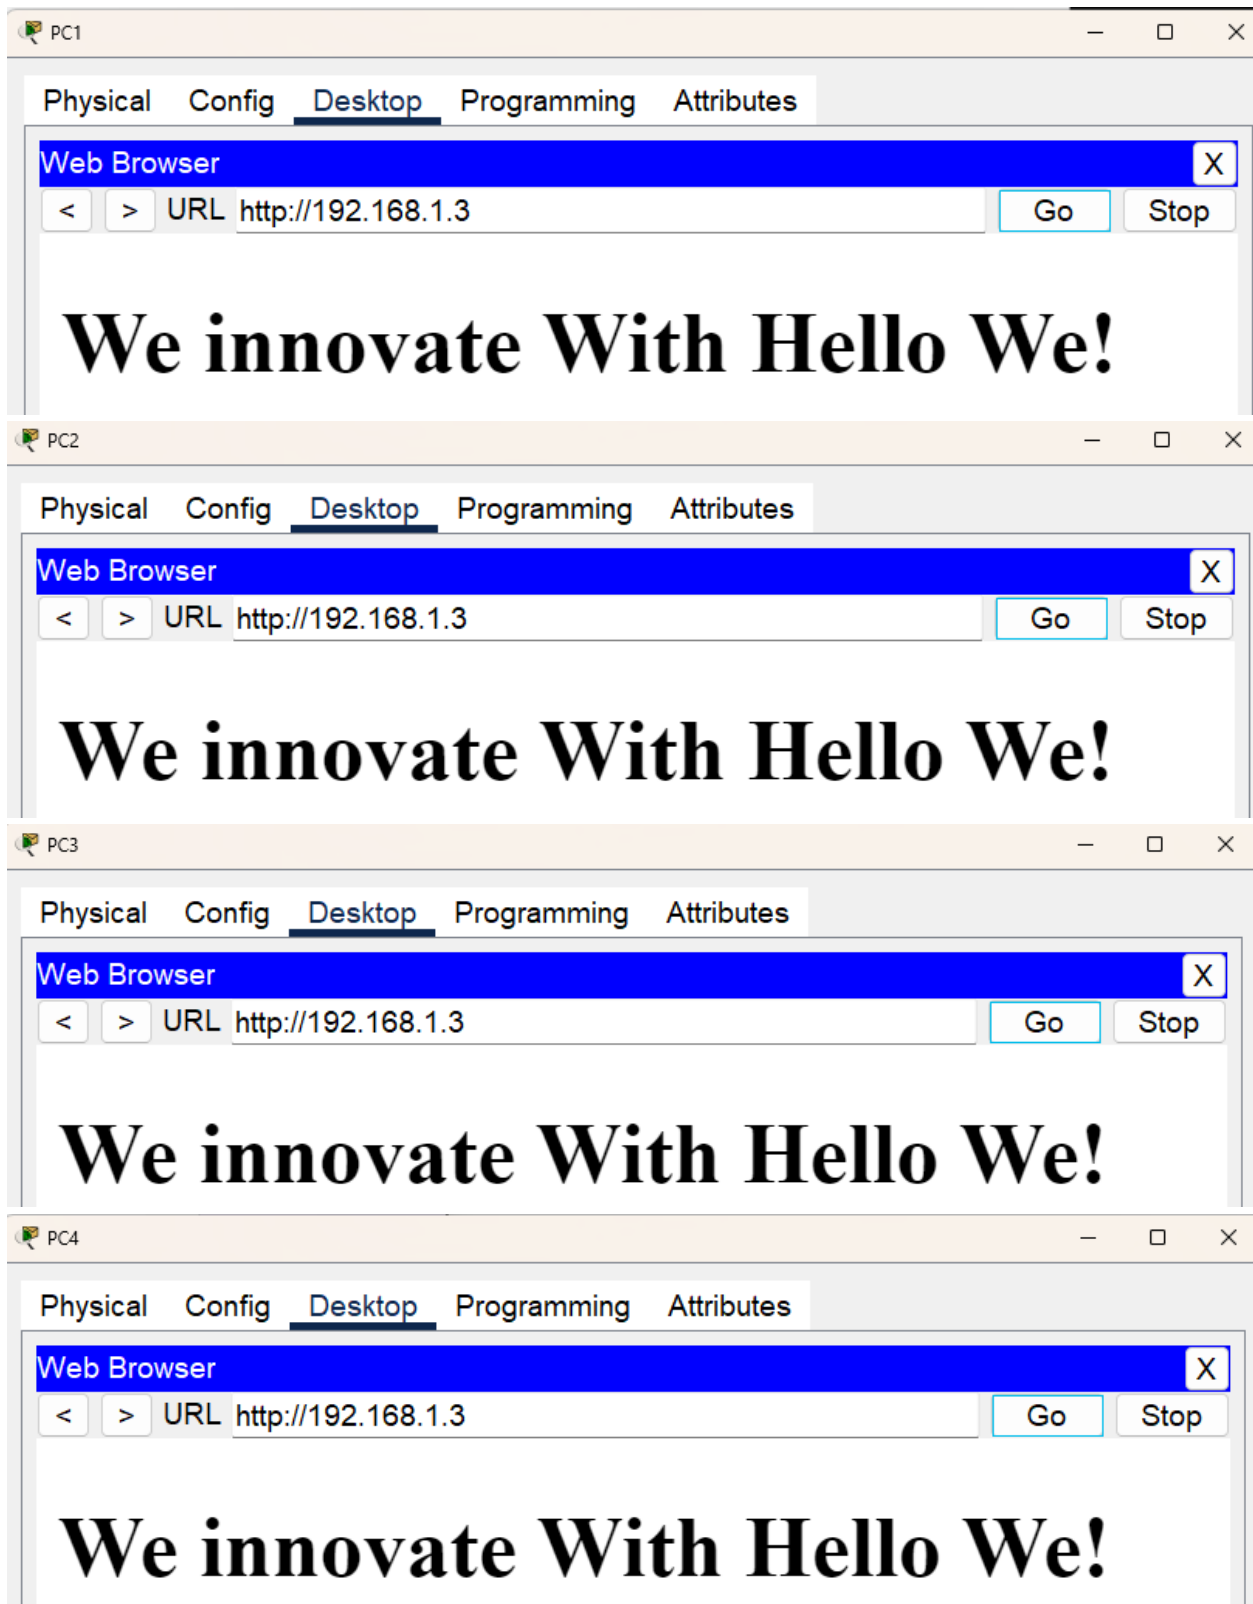 PC1
Physical Config Desktop Programming Attributes
Web Browser X
< > URL http://192.168.1.3 Go Stop
We innovate With Hello We!
PC2
Physical Config Desktop Programming Attributes
Web Browser X
< > URL http://192.168.1.3 Go Stop
We innovate With Hello We!
PC3
Physical Config Desktop Programming Attributes
Web Browser X
< > URL http://192.168.1.3 Go Stop
We innovate With Hello We!
PC4
Physical Config Desktop Programming Attributes
Web Browser X
< > URL http://192.168.1.3 Go Stop
We innovate With Hello We!